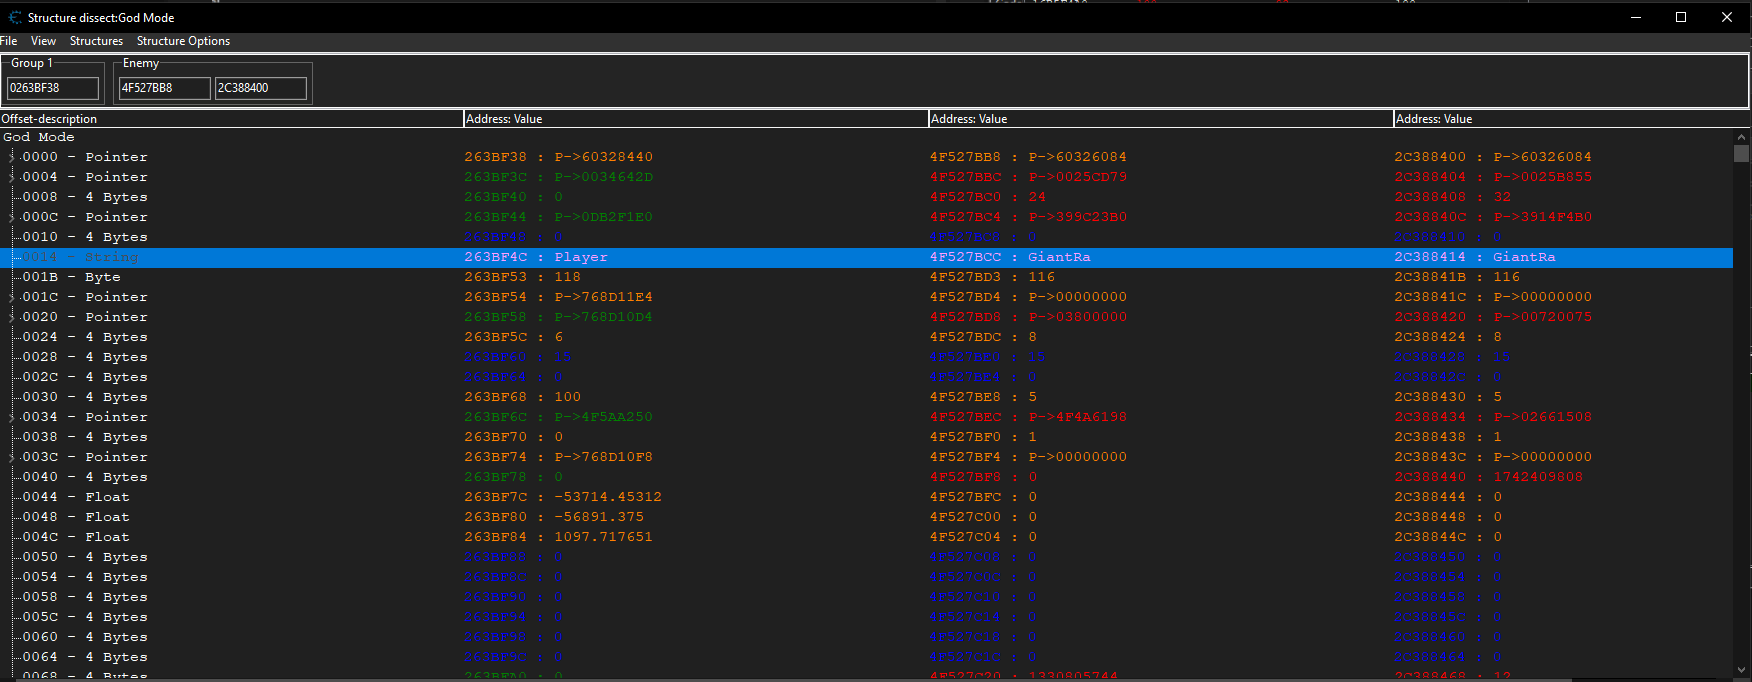 Structure dissect:God Mode
File View Structures Structure Options
Group 1 Enemy
0263BF38 4F527BB8 2C388400
Offset-description Address: Value Address: Value Address: Value
God Mode
0000 - Pointer 263BF38 : P->60328440 4F527BB8 : P->60326084 2C388400 : P->60326084
0004 - Pointer 263BF3C : P->0034642D 4F527BBC : P->0025CD79 2C388404 : P->0025B855
0008 - 4 Bytes 263BF40 : 0 4F527BC0 : 24 2C388408 : 32
000C - Pointer 263BF44 : P->0DB2F1E0 4F527BC4 : P->399C23B0 2C38840C : P->3914F4B0
0010 - 4 Bytes 263BF48 : 0 4F527BC8 : 0 2C388410 : 0
0014 - String 263BF4C : Player 4F527BCC : GiantRa 2C388414 : GiantRa
001B - Byte 263BF53 : 118 4F527BD3 : 116 2C38841B : 116
001C - Pointer 263BF54 : P->768D11E4 4F527BD4 : P->00000000 2C38841C : P->00000000
0020 - Pointer 263BF58 : P->768D10D4 4F527BD8 : P->03800000 2C388420 : P->00720075
0024 - 4 Bytes 263BF5C : 6 4F527BDC : 8 2C388424 : 8
0028 - 4 Bytes 263BF60 : 15 4F527BE0 : 15 2C388428 : 15
002C - 4 Bytes 263BF64 : 0 4F527BE4 : 0 2C38842C : 0
0030 - 4 Bytes 263BF68 : 100 4F527BE8 : 5 2C388430 : 5
0034 - Pointer 263BF6C : P->4F5AA250 4F527BEC : P->4F4A6198 2C388434 : P->02661508
0038 - 4 Bytes 263BF70 : 0 4F527BF0 : 1 2C388438 : 1
003C - Pointer 263BF74 : P->768D10F8 4F527BF4 : P->00000000 2C38843C : P->00000000
0040 - 4 Bytes 263BF78 : 0 4F527BF8 : 0 2C388440 : 1742409808
0044 - Float 263BF7C : -53714.45312 4F527BFC : 0 2C388444 : 0
0048 - Float 263BF80 : -56891.375 4F527C00 : 0 2C388448 : 0
004C - Float 263BF84 : 1097.717651 4F527C04 : 0 2C38844C : 0
0050 - 4 Bytes 263BF88 : 0 4F527C08 : 0 2C388450 : 0
0054 - 4 Bytes 263BF8C : 0 4F527C0C : 0 2C388454 : 0
0058 - 4 Bytes 263BF90 : 0 4F527C10 : 0 2C388458 : 0
005C - 4 Bytes 263BF94 : 0 4F527C14 : 0 2C38845C : 0
0060 - 4 Bytes 263BF98 : 0 4F527C18 : 0 2C388460 : 0
0064 - 4 Bytes 263BF9C : 0 4F527C1C : 0 2C388464 : 0
0068 - 4 Bytes 263BFA0 : 0 4F527C20 : 1330805744 2C388468 : 12